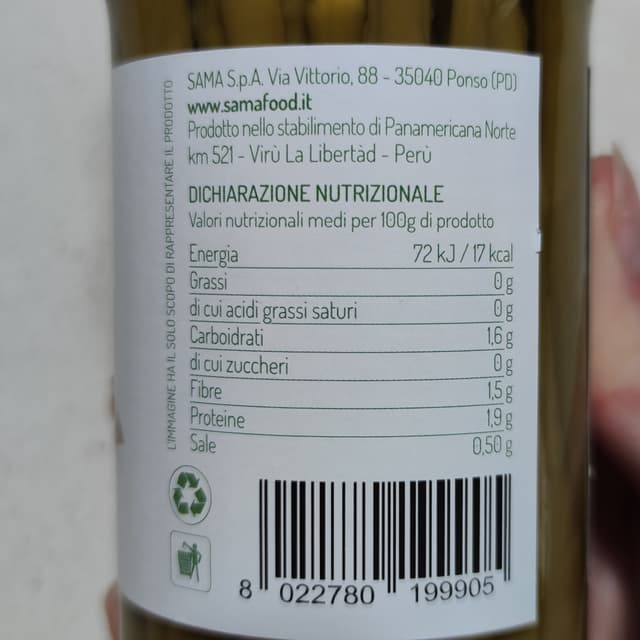 SAMA S.p.A. Via Vittorio, 88 - 35040 Ponso (PD)
www.samafood.it
Prodotto nello stabilimento di Panamericana Norte
km 521 - Virù La Libertàd - Perù
DICHIARAZIONE NUTRIZIONALE
Valori nutrizionali medi per 100g di prodotto
Energia 72 kJ / 17 kcal
Grassi 0 g
di cui acidi grassi saturi 0 g
Carboidrati 1,6 g
di cui zuccheri 0 g
Fibre 1,5 g
Proteine 1,9 g
Sale 0,50 g
L'IMMAGINE HA IL SOLO SCOPO DI RAPPRESENTARE IL PRODOTTO
8 022780 199905